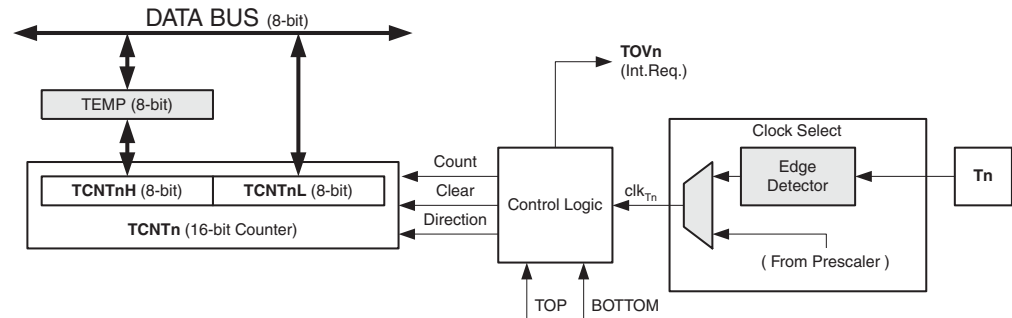 DATA BUS (8-bit)
TEMP (8-bit)
TCNTnH (8-bit)
TCNTnL (8-bit)
TCNTn (16-bit Counter)
Count
Clear
Direction
Control Logic
TOVn
(Int.Req.)
TOP
BOTTOM
clkTn
Clock Select
Edge
Detector
( From Prescaler )
Tn